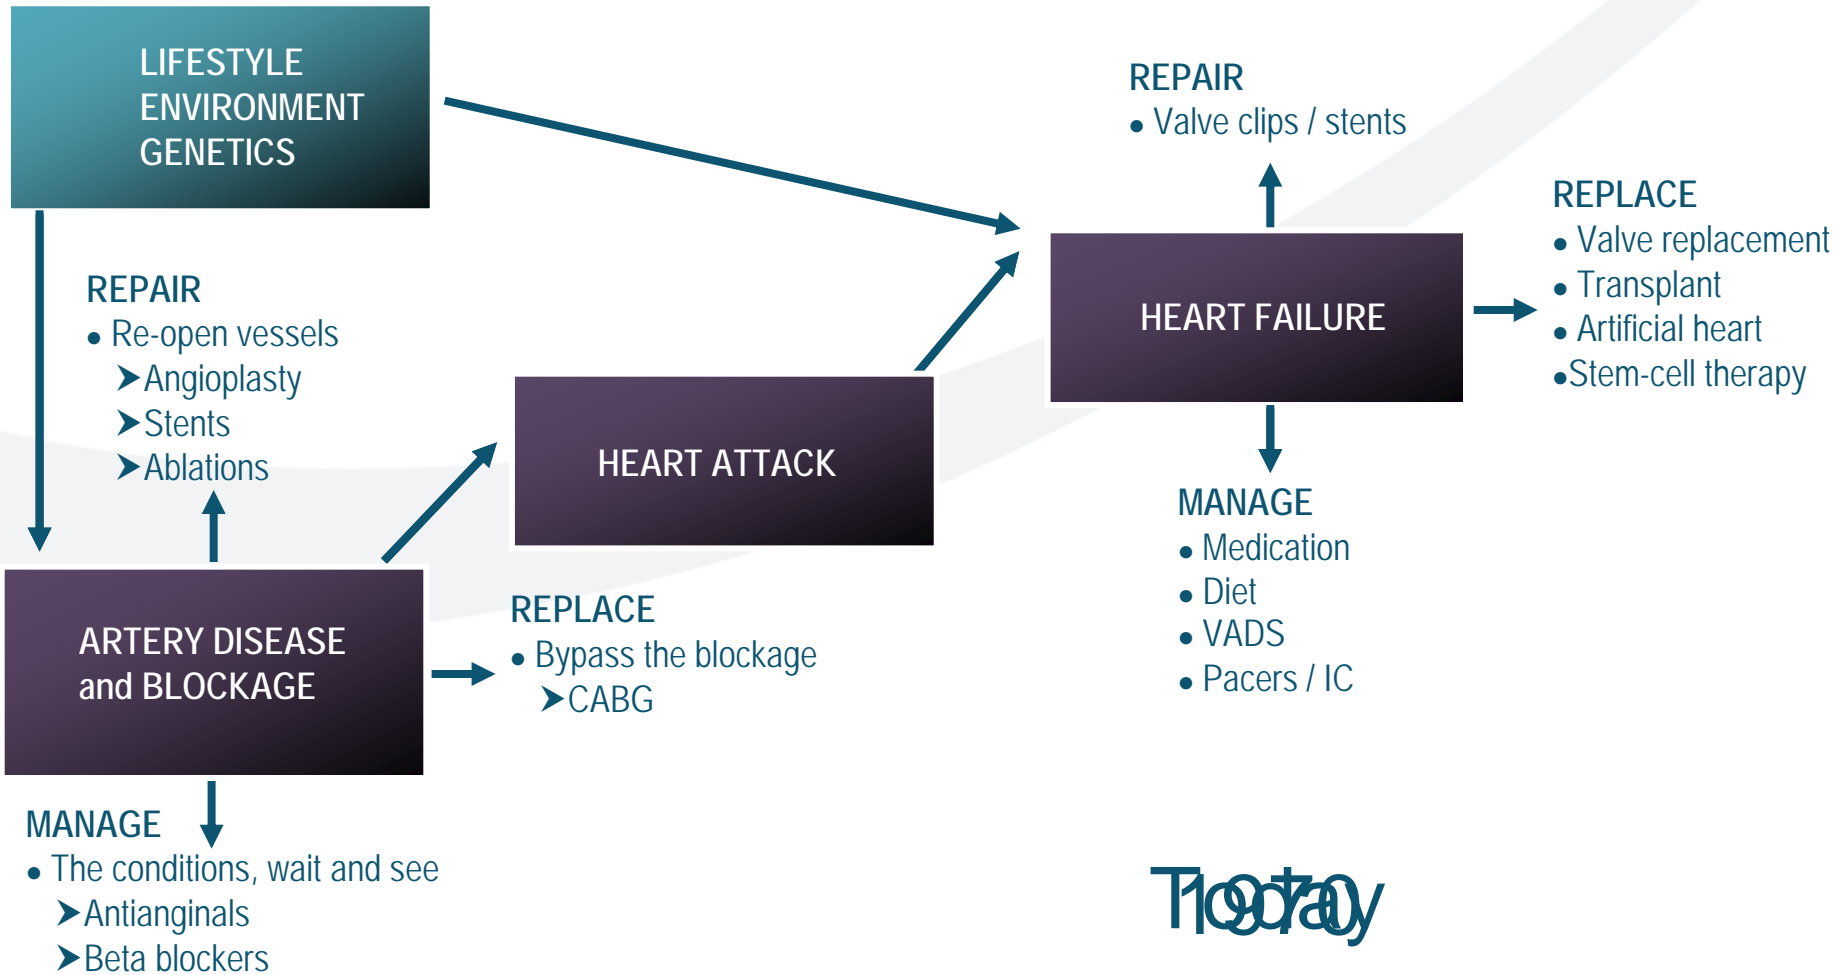 LIFESTYLE
ENVIRONMENT
GENETICS
REPAIR
• Valve clips / stents
REPLACE
• Valve replacement
• Transplant
• Artificial heart
•Stem-cell therapy
REPAIR
• Re-open vessels
➤Angioplasty
➤Stents
➤Ablations
HEART FAILURE
HEART ATTACK
MANAGE
• Medication
• Diet
• VADS
• Pacers / IC
ARTERY DISEASE
and BLOCKAGE
REPLACE
• Bypass the blockage
➤CABG
MANAGE
• The conditions, wait and see
➤Antianginals
➤Beta blockers
Today
1970